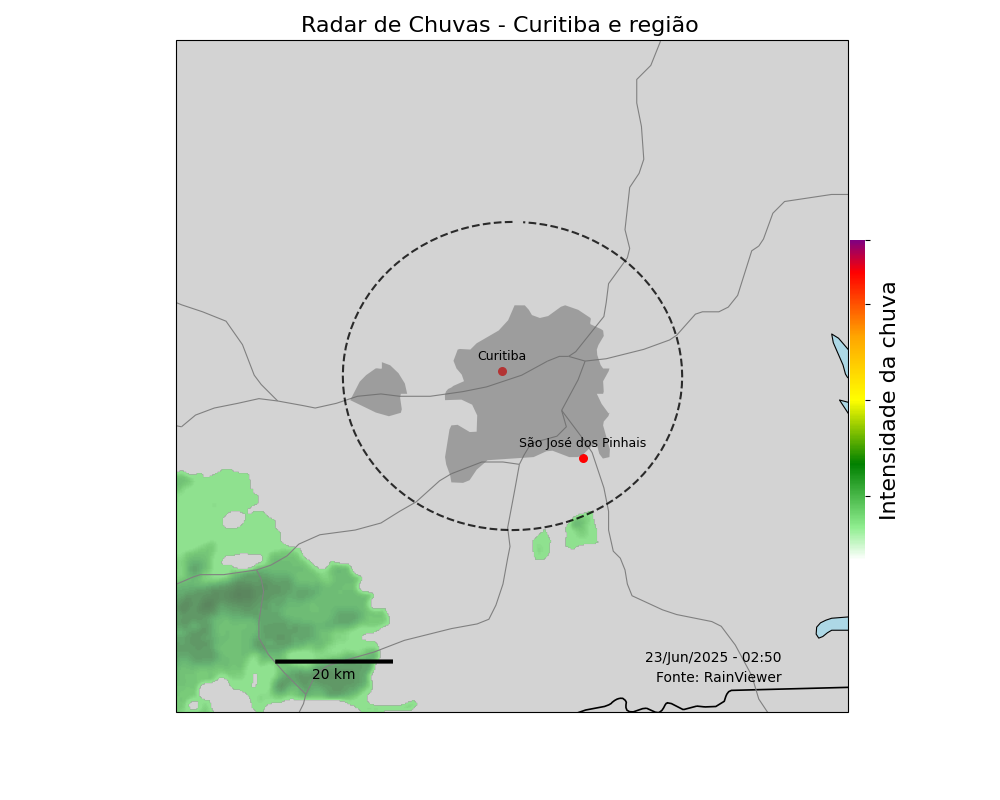 Radar de Chuvas - Curitiba e região
Curitiba
São José dos Pinhais
Intensidade da chuva
23/Jun/2025 - 02:50
20 km
Fonte: RainViewer